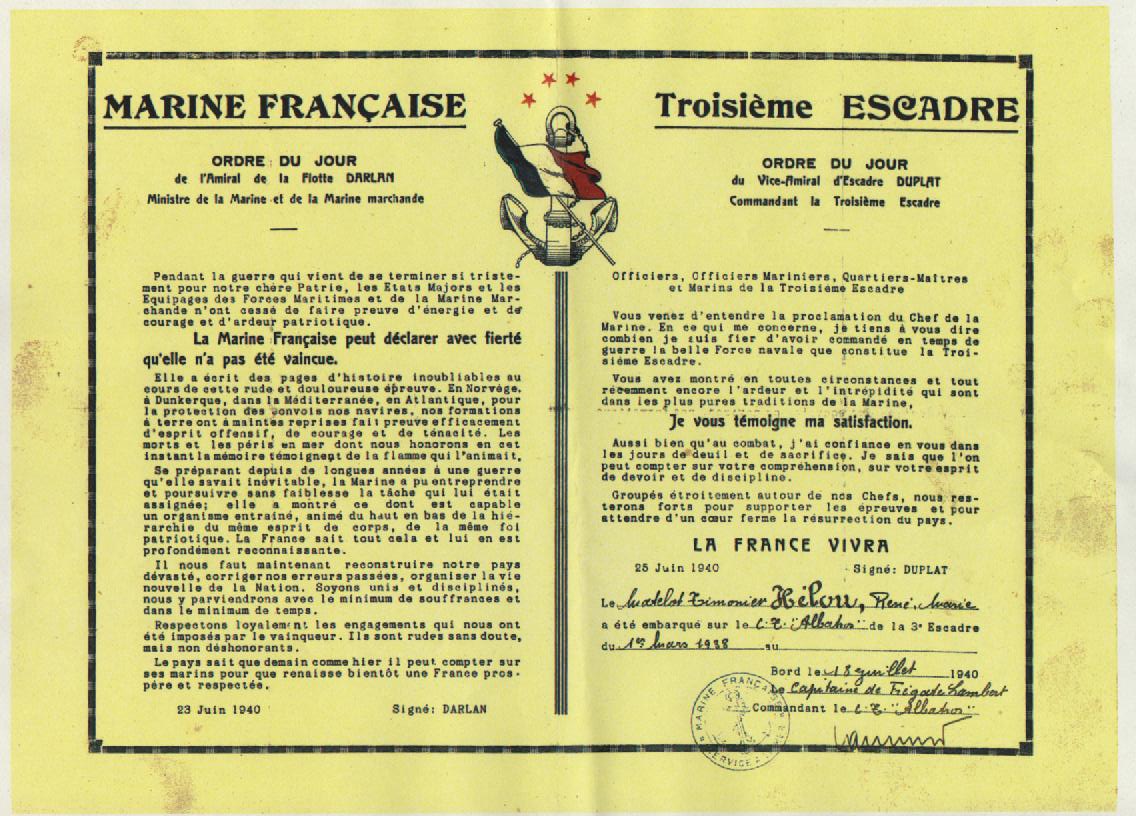 MARINE FRANÇAISE
ORDRE DU JOUR
de l'Amiral de la Flotte DARLAN
Ministre de la Marine et de la Marine marchande
Pendant la guerre qui vient de se terminer si triste-
ment pour notre chère Patrie, les Etats Majors et les
Equipages des Forces Maritimes et de la Marine Mar-
chande n'ont cessé de faire preuve d'énergie et de
courage et d'ardeur patriotique.
La Marine Française peut déclarer avec fierté
qu'elle n'a pas été vaincue.
Elle a écrit des pages d'histoire inoubliables au
cours de cette rude et douloureuse épreuve. En Norvège,
à Dunkerque, dans la Méditerranée, en Atlantique, pour
la protection des convois nos navires, nos formations
à terre ont à maintes reprises fait preuve efficacement
d'esprit offensif, de courage et de ténacité. Les
morts et les péris en mer dont nous honorons en cet
instant la mémoire témoignent de la flamme qui l'animait.
Se préparant depuis de longues années à une guerre
qu'elle savait inévitable, la Marine a pu entreprendre
et poursuivre sans faiblesse la tâche qui lui était
assignée; elle a montré ce dont est capable
un organisme entrainé, animé du haut en bas de la hié-
rarchie du même esprit de corps, de la même foi
patriotique. La France sait tout cela et lui en est
profondément reconnaissante.
Il nous faut maintenant reconstruire notre pays
dévasté, corriger nos erreurs passées, organiser la vie
nouvelle de la Nation. Soyons unis et disciplinés,
nous y parviendrons avec le minimum de souffrances et
dans le minimum de temps.
Respectons loyalement les engagements qui nous ont
été imposés par le vainqueur. Ils sont rudes sans doute,
mais non déshonorants.
Le pays sait que demain comme hier il peut compter sur
ses marins pour que renaisse bientôt une France pros-
père et respectée.
23 Juin 1940 Signé: DARLAN
Troisième ESCADRE
ORDRE DU JOUR
du Vice-Amiral d'Escadre DUPLAT
Commandant la Troisième Escadre
Officiers, Officiers Mariniers, Quartiers-Maîtres
et Marins de la Troisième Escadre
Vous venez d'entendre la proclamation du Chef de la
Marine. En ce qui me concerne, je tiens à vous dire
combien je suis fier d'avoir commandé en temps de
guerre la belle Force navale que constitue la Troi-
sième Escadre.
Vous avez montré en toutes circonstances et tout
récemment encore l'ardeur et l'intrépidité qui sont
dans les plus pures traditions de la Marine,
Je vous témoigne ma satisfaction.
Aussi bien qu'au combat, j'ai confiance en vous dans
les jours de deuil et de sacrifice. Je sais que l'on
peut compter sur votre compréhension, sur votre esprit
de devoir et de discipline.
Groupés étroitement autour de nos Chefs, nous res-
terons forts pour supporter les épreuves et pour
attendre d'un cœur ferme la résurrection du pays.
LA FRANCE VIVRA
25 Juin 1940 Signé: DUPLAT
Le Matelot Timonier Hélou, René, Marie
a été embarqué sur le C.T. "Albatros" de la 3e Escadre
du 1er Mars 1938 au
Bord le 18 Juillet 1940
Le Capitaine de Frégate Lambert
Commandant le C.T. "Albatros"
MARINE FRANÇAISE
SERVICE A LA MER